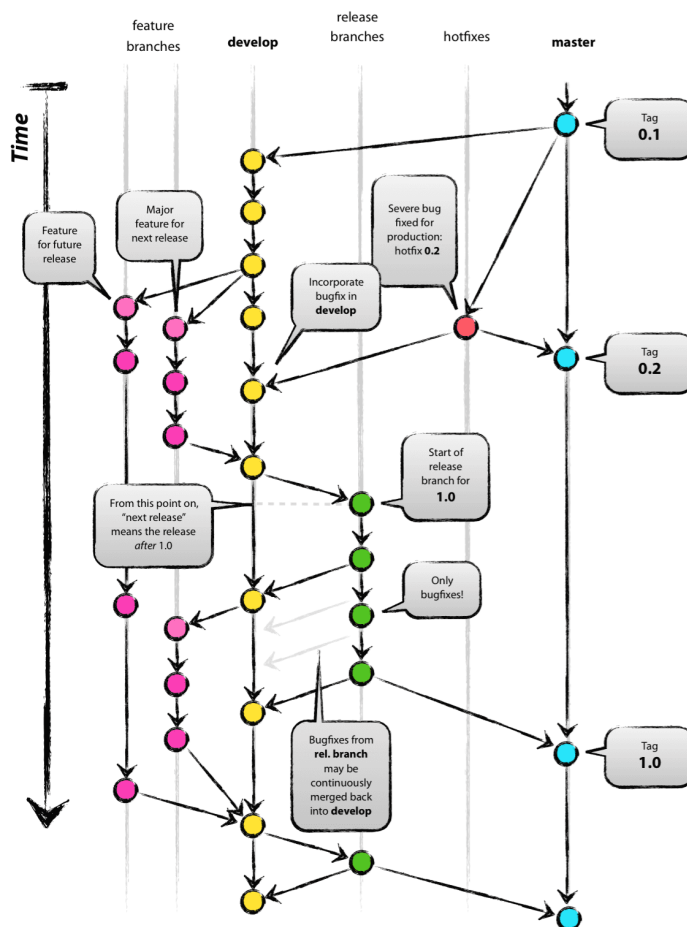 feature
branches
develop
release
branches
hotfixes
master
Time
Tag
0.1
Feature
for future
release
Major
feature for
next release
Severe bug
fixed for
production:
hotfix 0.2
Incorporate
bugfix in
develop
Tag
0.2
Start of
release
branch for
1.0
From this point on,
“next release”
means the release
after 1.0
Only
bugfixes!
Bugfixes from
rel. branch
may be
continuously
merged back
into develop
Tag
1.0